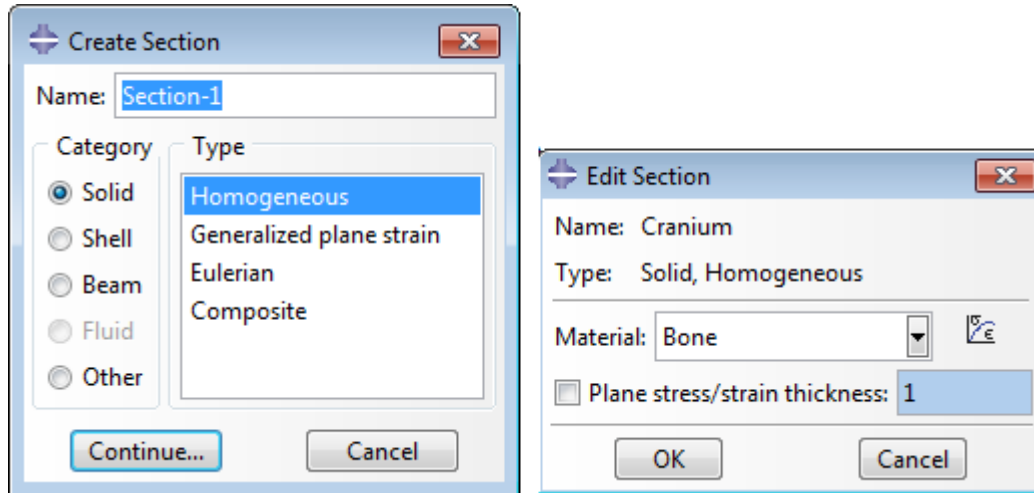 Create Section
Name: Section-1
Category
Solid
Shell
Beam
Fluid
Other
Type
Homogeneous
Generalized plane strain
Eulerian
Composite
Continue... Cancel
Edit Section
Name: Cranium
Type: Solid, Homogeneous
Material: Bone
σ
ε
Plane stress/strain thickness: 1
OK Cancel